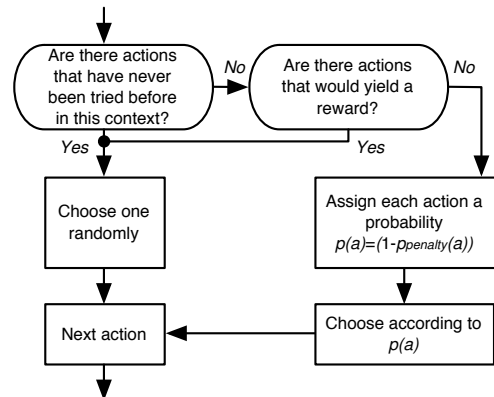 Are there actions
that have never
been tried before
in this context?
No
Are there actions
that would yield a
reward?
No
Yes
Yes
Choose one
randomly
Assign each action a
probability
p(a)=(1-ppenalty(a))
Next action
Choose according to
p(a)